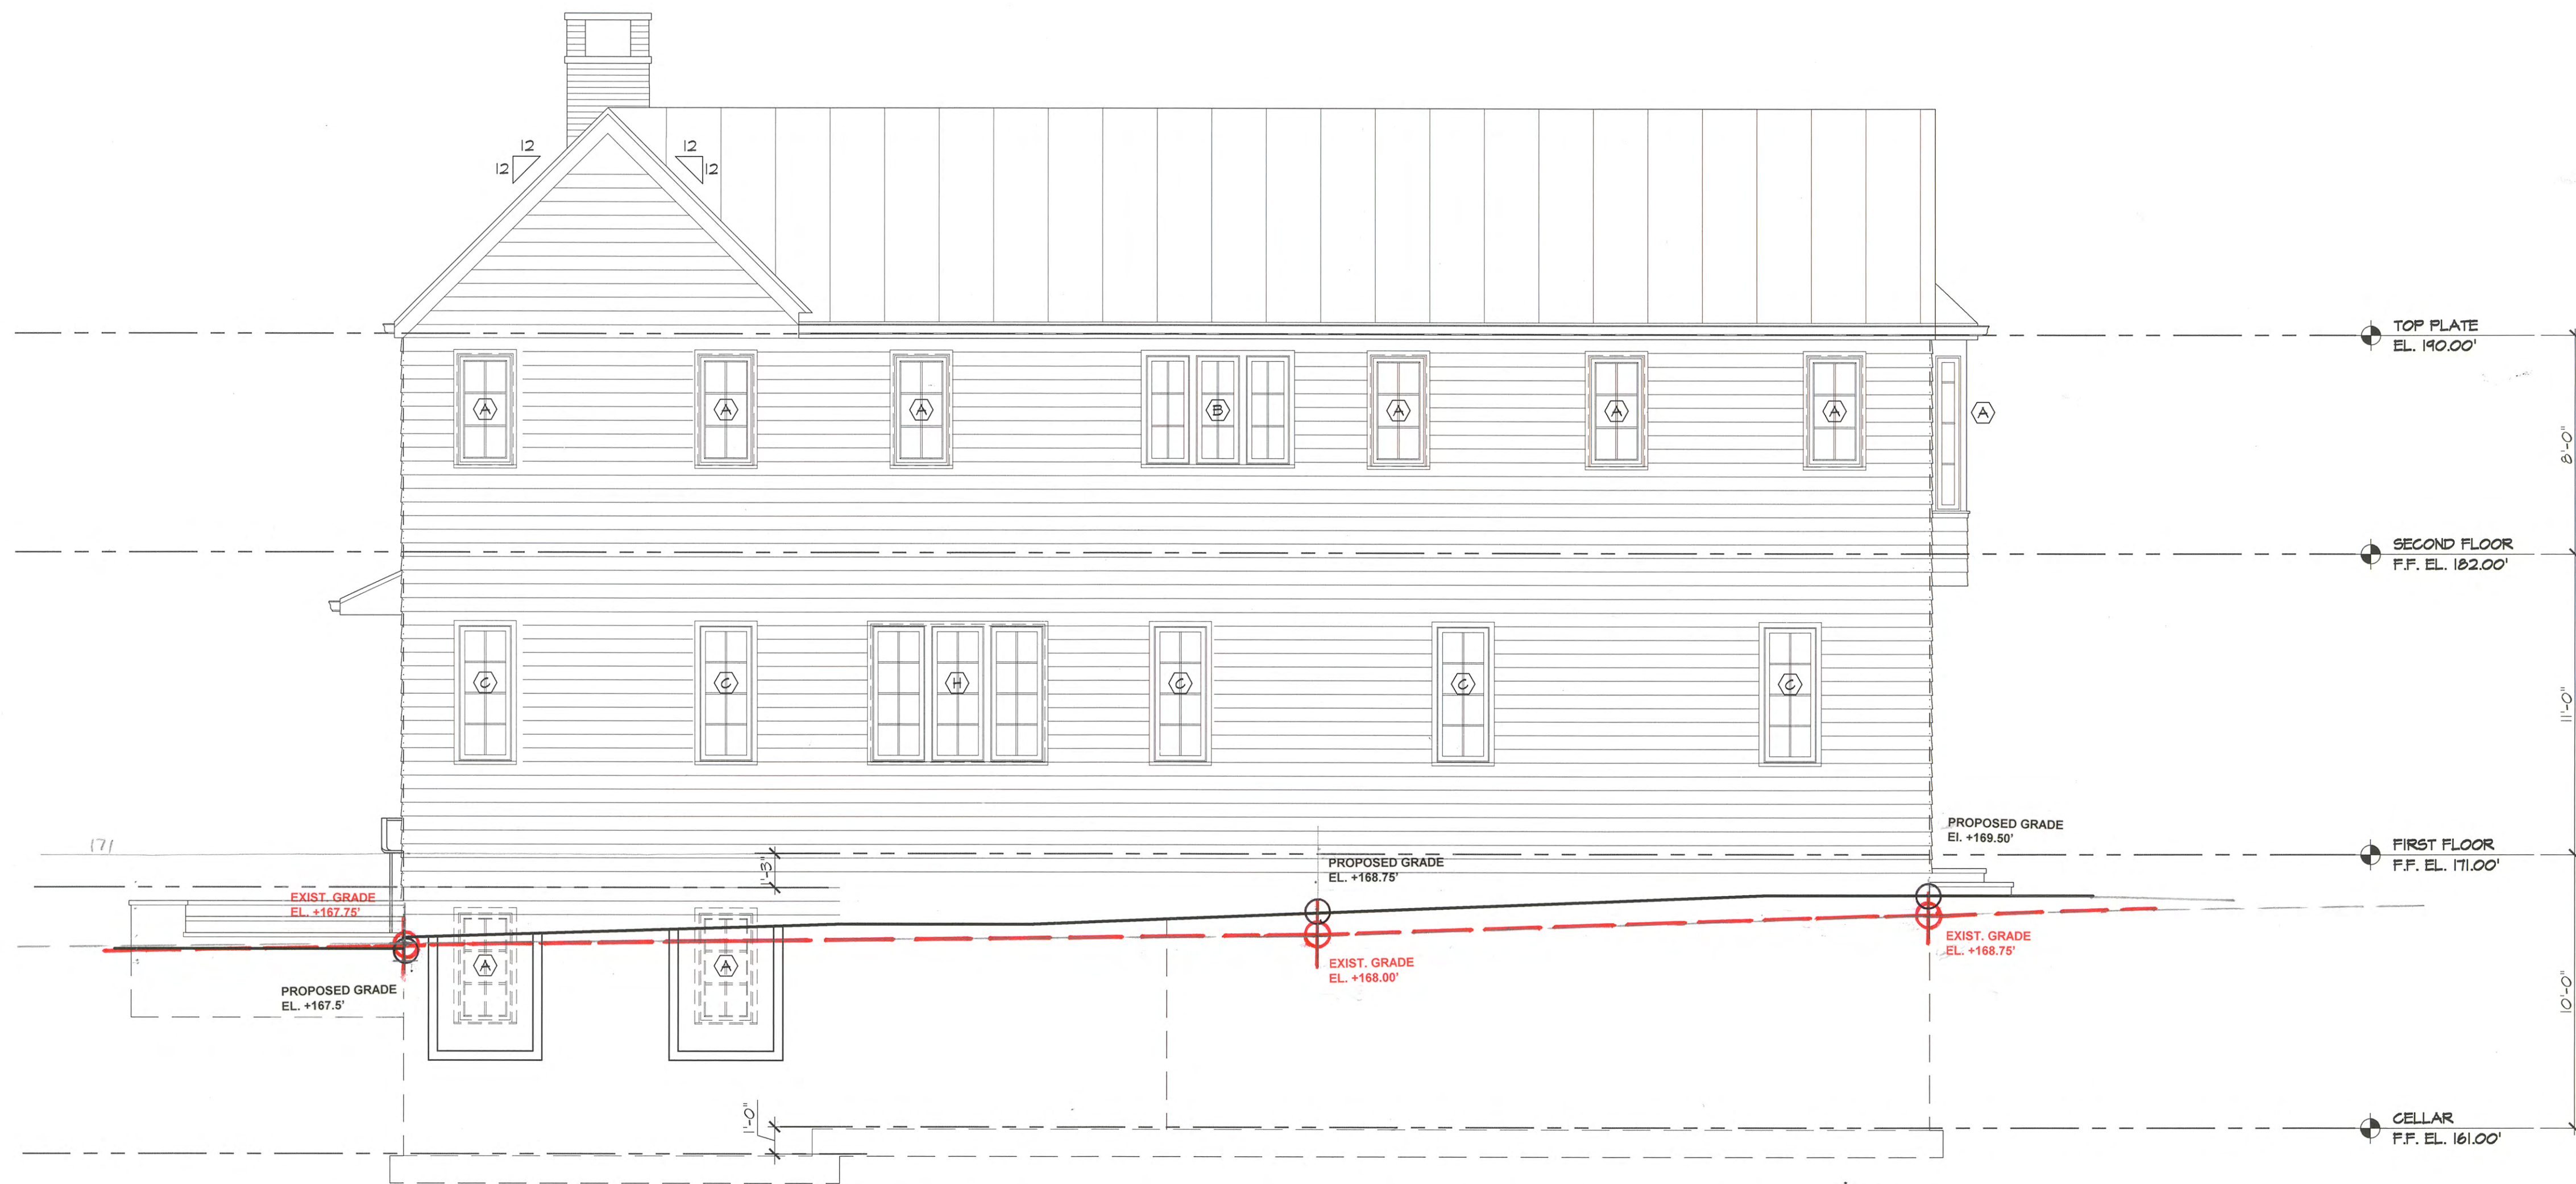 12
12
12
12
TOP PLATE
EL. 190.00'
A
A
A
B
A
A
A
A
8'-0"
SECOND FLOOR
F.F. EL. 182.00'
C
C
H
C
C
C
11'-0"
PROPOSED GRADE
El. +169.50'
171
1'-3"
PROPOSED GRADE
EL. +168.75'
FIRST FLOOR
F.F. EL. 171.00'
EXIST. GRADE
EL. +167.75'
EXIST. GRADE
EL. +168.75'
A
A
EXIST. GRADE
EL. +168.00'
PROPOSED GRADE
EL. +167.5'
10'-0"
1'-0"
CELLAR
F.F. EL. 161.00'